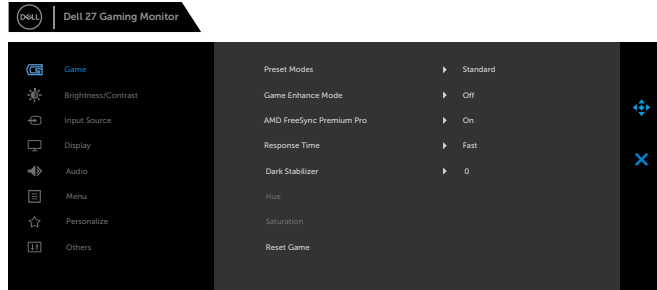 DELL Dell 27 Gaming Monitor
Game Preset Modes Standard
Brightness/Contrast Game Enhance Mode Off
Input Source AMD FreeSync Premium Pro On
Display Response Time Fast
Audio Dark Stabilizer 0
Menu Hue
Personalize Saturation
Others Reset Game